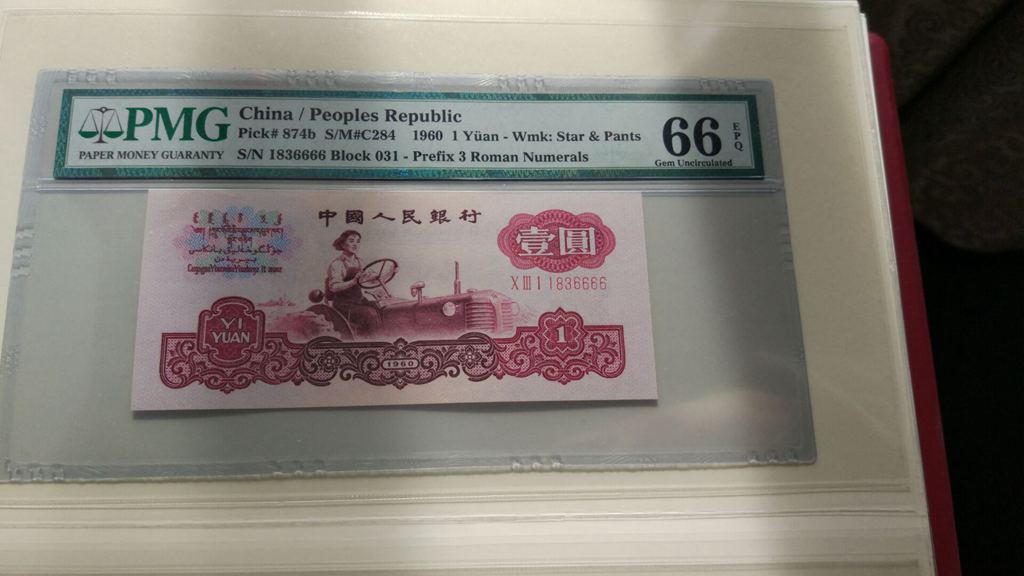 PMG
PAPER MONEY GUARANTY
China / Peoples Republic
Pick# 874b S/M#C284 1960 1 Yüan - Wmk: Star & Pants
S/N 1836666 Block 031 - Prefix 3 Roman Numerals
66
EPQ
Gem Uncirculated
中國人民銀行
壹圓
X III I 1836666
YI
YUAN
1960
1